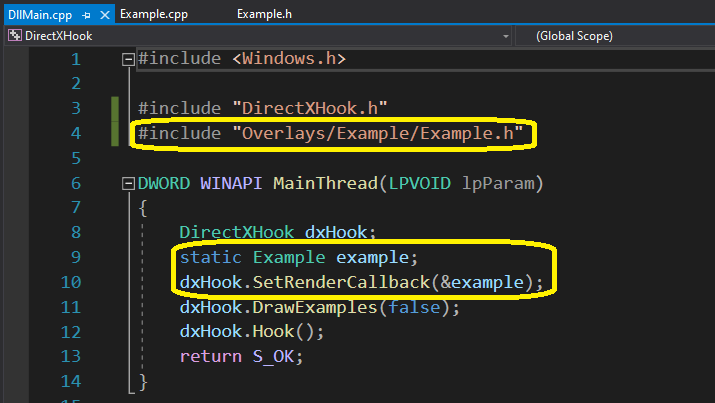 DllMain.cpp Example.cpp Example.h
DirectXHook (Global Scope)
1 #include <Windows.h>
2
3 #include "DirectXHook.h"
4 #include "Overlays/Example/Example.h"
5
6 DWORD WINAPI MainThread(LPVOID lpParam)
7 {
8 DirectXHook dxHook;
9 static Example example;
10 dxHook.SetRenderCallback(&example);
11 dxHook.DrawExamples(false);
12 dxHook.Hook();
13 return S_OK;
14 }